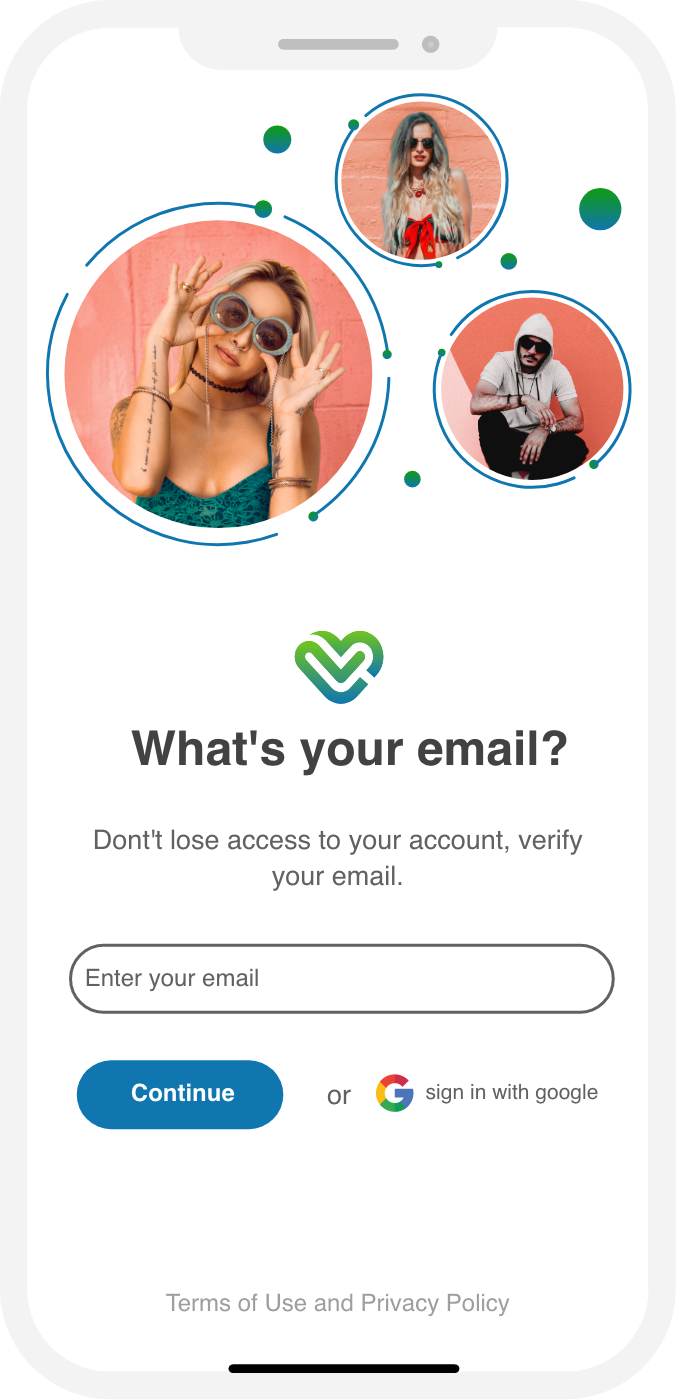 What's your email?
Dont't lose access to your account, verify
your email.
Enter your email
Continue
or
sign in with google
Terms of Use and Privacy Policy